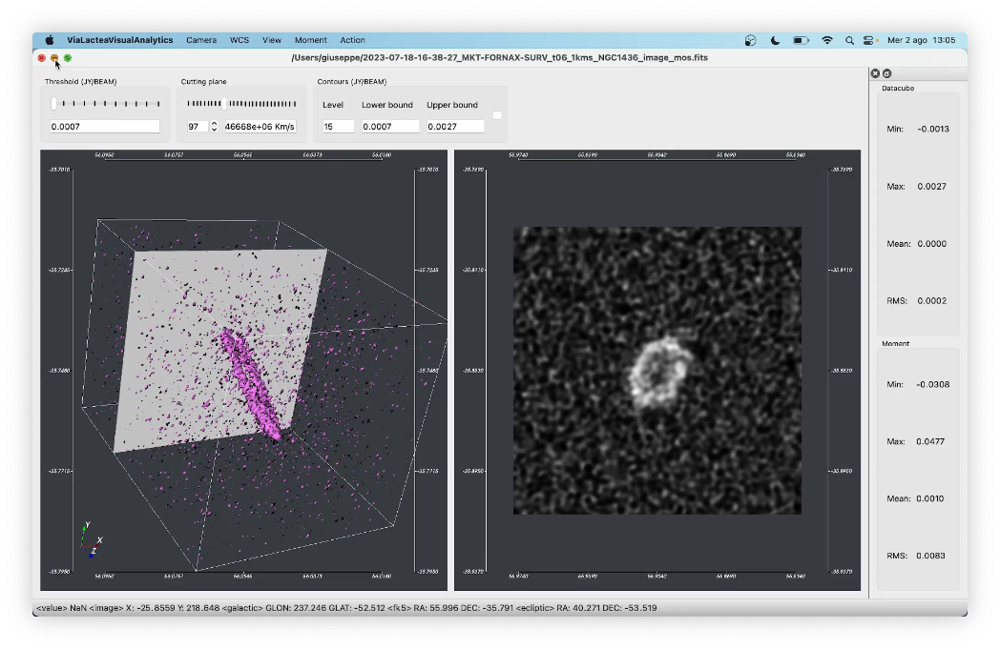 ViaLacteaVisualAnalytics Camera WCS View Moment Action Mer 2 ago 13:05
/Users/giuseppe/2023-07-18-16-38-27_MKT-FORNAX-SURV_t06_1kms_NGC1436_image_mos.fits
Threshold (JY/BEAM) Cutting plane Contours (JY/BEAM)
Level Lower bound Upper bound
0.0007 97 46668e+06 Km/s 15 0.0007 0.0027
Datacube
Min: -0.0013
Max: 0.0027
Mean: 0.0000
RMS: 0.0002
Moment
Min: -0.0308
Max: 0.0477
Mean: 0.0010
RMS: 0.0083
Y
X
Z
<value> NaN <image> X: -25.8559 Y: 218.648 <galactic> GLON: 237.246 GLAT: -52.512 <fk5> RA: 55.996 DEC: -35.791 <ecliptic> RA: 40.271 DEC: -53.519